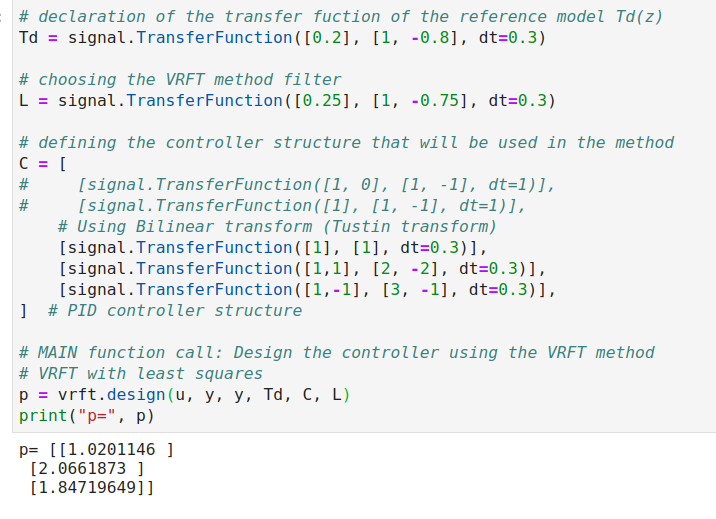 # declaration of the transfer fuction of the reference model Td(z)
Td = signal.TransferFunction([0.2], [1, -0.8], dt=0.3)
# choosing the VRFT method filter
L = signal.TransferFunction([0.25], [1, -0.75], dt=0.3)
# defining the controller structure that will be used in the method
C = [
#     [signal.TransferFunction([1, 0], [1, -1], dt=1)],
#     [signal.TransferFunction([1], [1, -1], dt=1)],
    # Using Bilinear transform (Tustin transform)
    [signal.TransferFunction([1], [1], dt=0.3)],
    [signal.TransferFunction([1,1], [2, -2], dt=0.3)],
    [signal.TransferFunction([1,-1], [3, -1], dt=0.3)],
]  # PID controller structure
# MAIN function call: Design the controller using the VRFT method
# VRFT with least squares
p = vrft.design(u, y, y, Td, C, L)
print("p=", p)
p= [[1.0201146 ]
 [2.0661873 ]
 [1.84719649]]